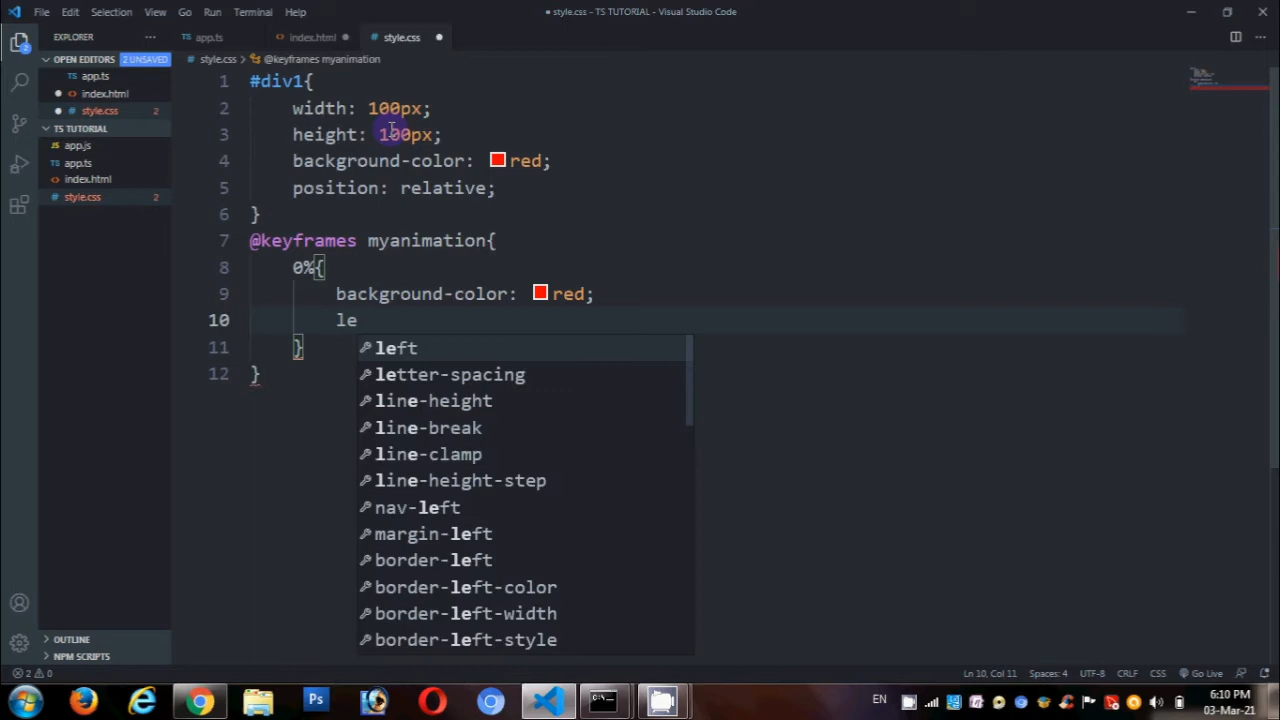 File Edit Selection View Go Run Terminal Help
● style.css - TS TUTORIAL - Visual Studio Code
EXPLORER ···
app.ts
index.html ●
# style.css ●
OPEN EDITORS 2 UNSAVED
app.ts
● index.html
● # style.css 2
TS TUTORIAL
JS app.js
TS app.ts
index.html
# style.css 2
OUTLINE
NPM SCRIPTS
# style.css > @keyframes myanimation
1 #div1{
2 width: 100px;
3 height: 100px;
4 background-color: red;
5 position: relative;
6 }
7 @keyframes myanimation{
8 0%{
9 background-color: red;
10 le
11 }
12 }
left
letter-spacing
line-height
line-break
line-clamp
line-height-step
nav-left
margin-left
border-left
border-left-color
border-left-width
border-left-style
2 0
Ln 10, Col 11 Spaces: 4 UTF-8 CRLF CSS Go Live
Ps
C:\_
EN
6:10 PM
03-Mar-21